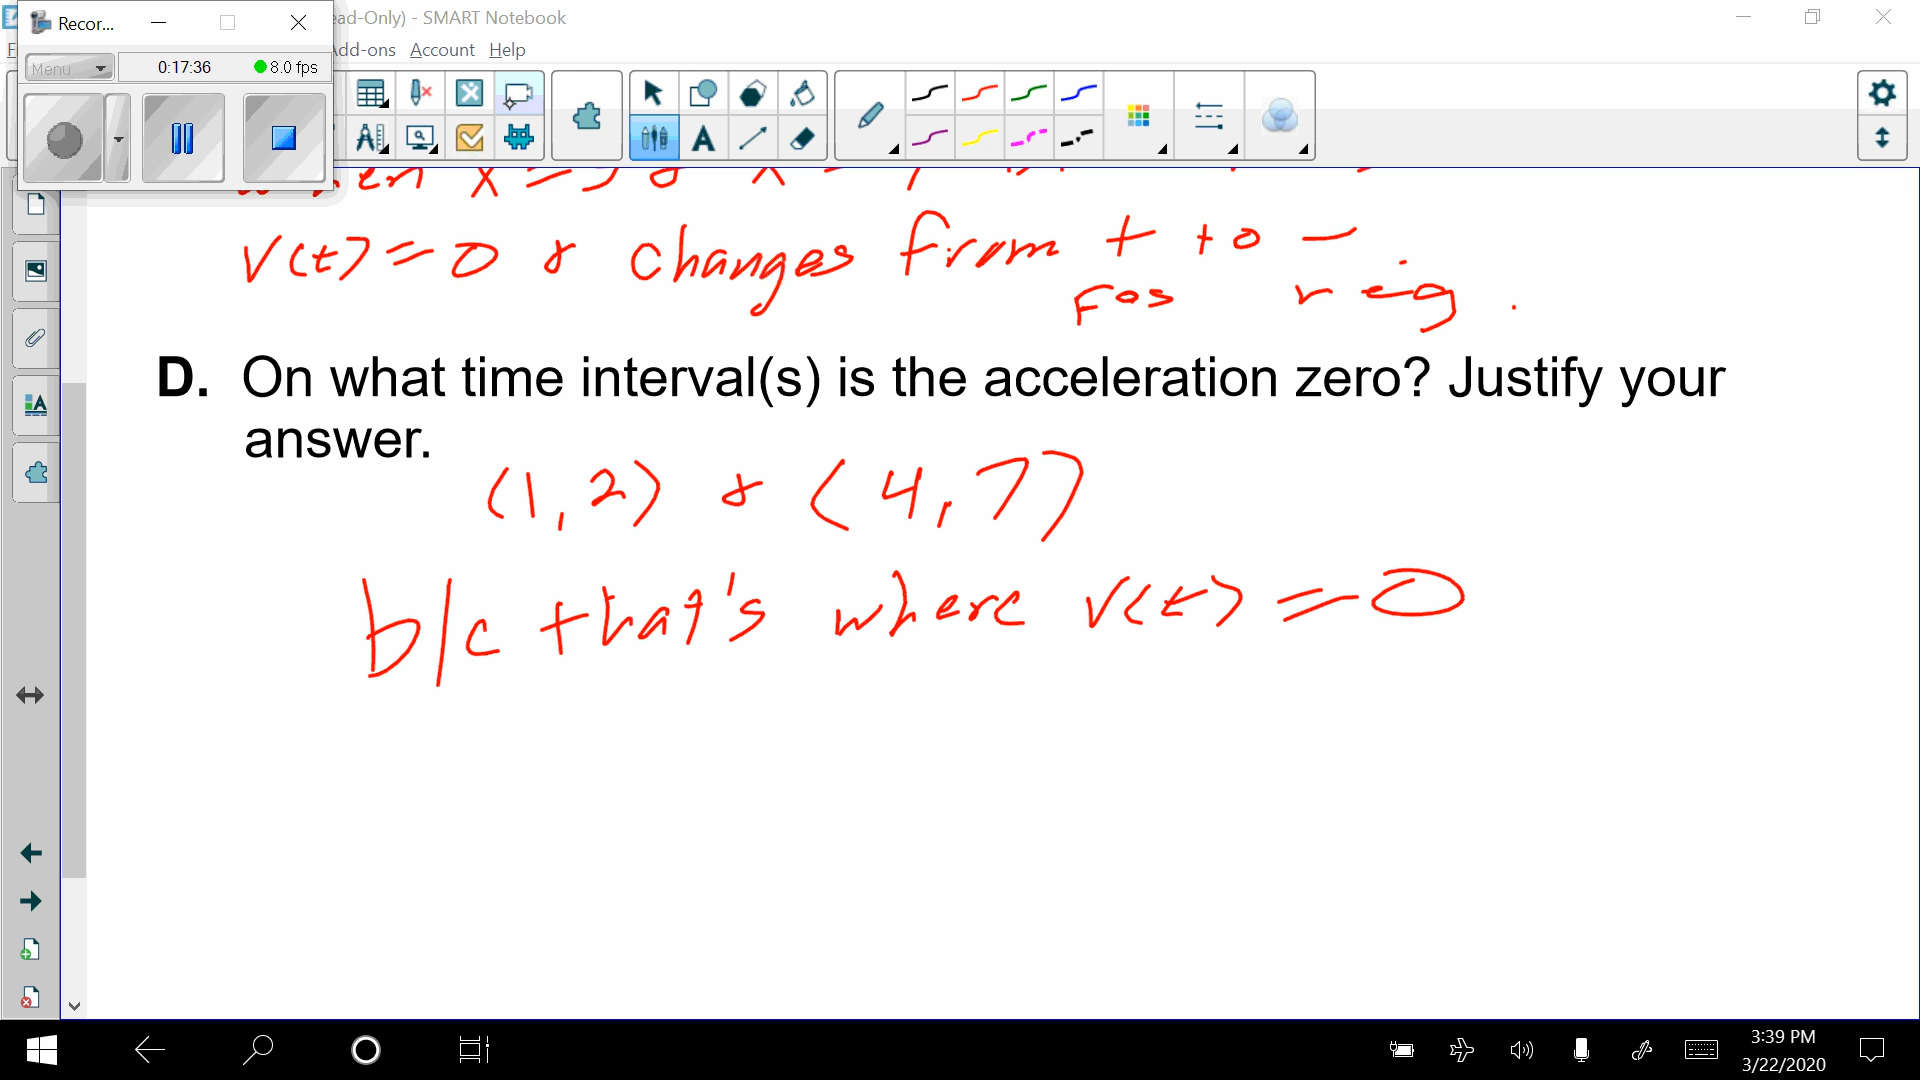 Recor...
ead-Only) - SMART Notebook
Add-ons Account Help
Menu 0:17:36 8.0 fps
v(t) = 0 & changes from + to -
Pos neg.
D. On what time interval(s) is the acceleration zero? Justify your
answer.
(1, 2) & (4, 7)
b/c that's where v(t) = 0
3:39 PM
3/22/2020